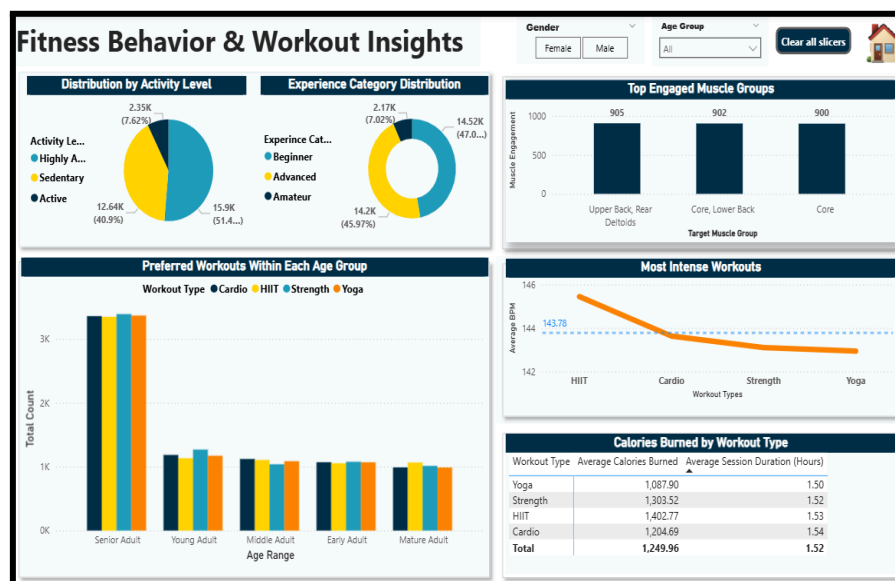 Fitness Behavior & Workout Insights
Gender
Female
Male
Age Group
All
Clear all slicers
Distribution by Activity Level
2.35K
(7.62%)
Activity Le...
Highly A...
Sedentary
Active
12.64K
(40.9%)
15.9K
(51.4...)
Experience Category Distribution
2.17K
(7.02%)
14.52K
(47.0...)
Experince Cat...
Beginner
Advanced
Amateur
14.2K
(45.97%)
Top Engaged Muscle Groups
Muscle Engagement
1000
500
0
905
902
900
Upper Back, Rear
Deltoids
Core, Lower Back
Core
Target Muscle Group
Preferred Workouts Within Each Age Group
Workout Type Cardio HIIT Strength Yoga
Total Count
3K
2K
1K
0K
Senior Adult
Young Adult
Middle Adult
Early Adult
Mature Adult
Age Range
Most Intense Workouts
Average BPM
146
144
142
143.78
HIIT
Cardio
Strength
Yoga
Workout Types
Calories Burned by Workout Type
Workout Type Average Calories Burned Average Session Duration (Hours)
Yoga 1,087.90 1.50
Strength 1,303.52 1.52
HIIT 1,402.77 1.53
Cardio 1,204.69 1.54
Total 1,249.96 1.52